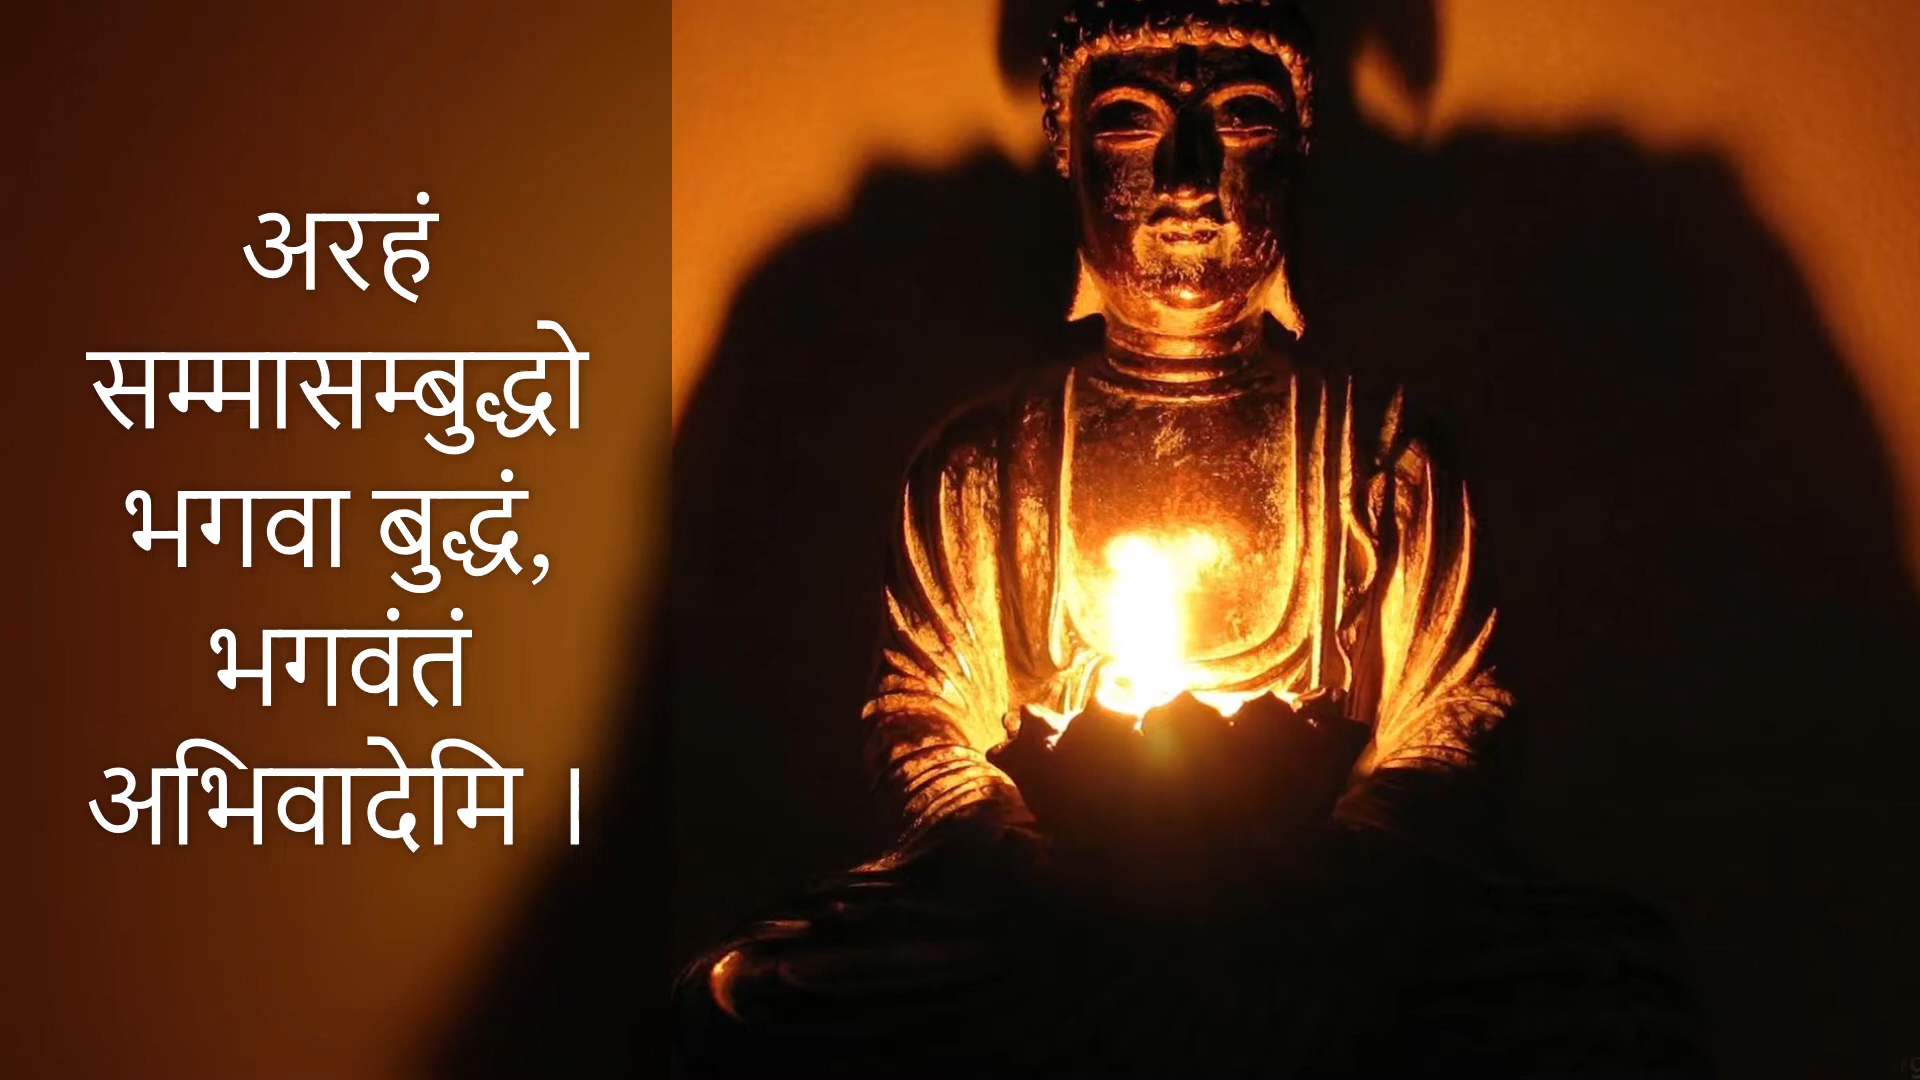 अरहं
सम्मासम्बुद्धो
भगवा बुद्धं,
भगवंतं
अभिवादेमि ।